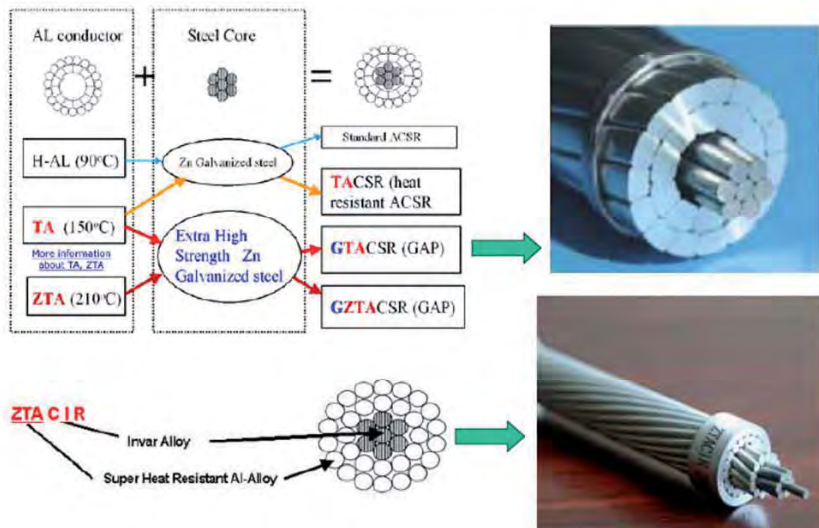 AL conductor
Steel Core
+
=
H-AL (90°C)
Zn Galvanized steel
Standard ACSR
TACSR (heat
resistant ACSR
TA (150°C)
More information
about TA, ZTA
Extra High
Strength Zn
Galvanized steel
GTACSR (GAP)
ZTA (210°C)
GZTACSR (GAP)
ZTACIR
Invar Alloy
Super Heat Resistant Al-Alloy
ZTACIR